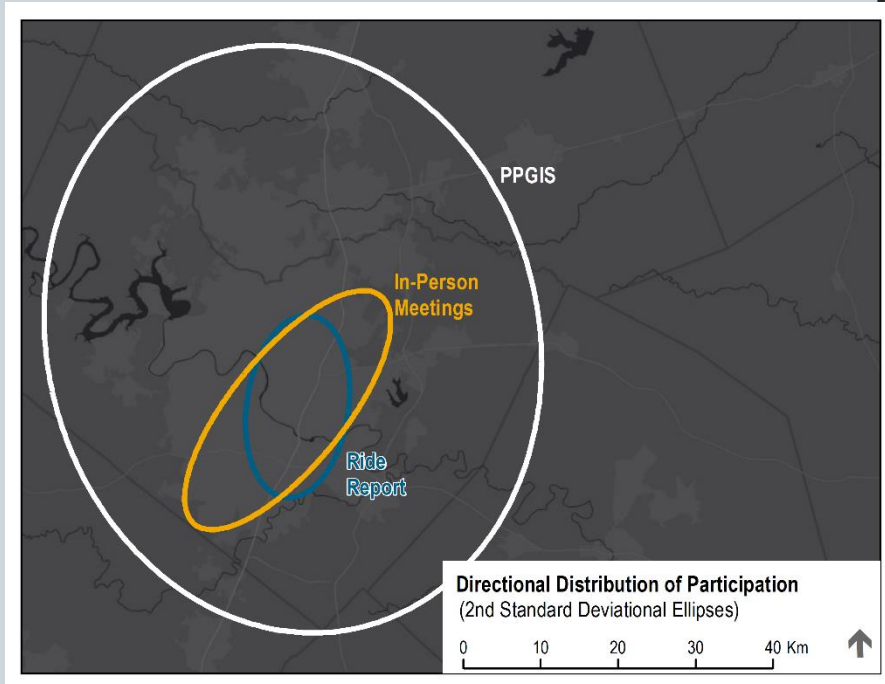 PPGIS
In-Person
Meetings
Ride
Report
Directional Distribution of Participation
(2nd Standard Deviational Ellipses)
0 10 20 30 40 Km